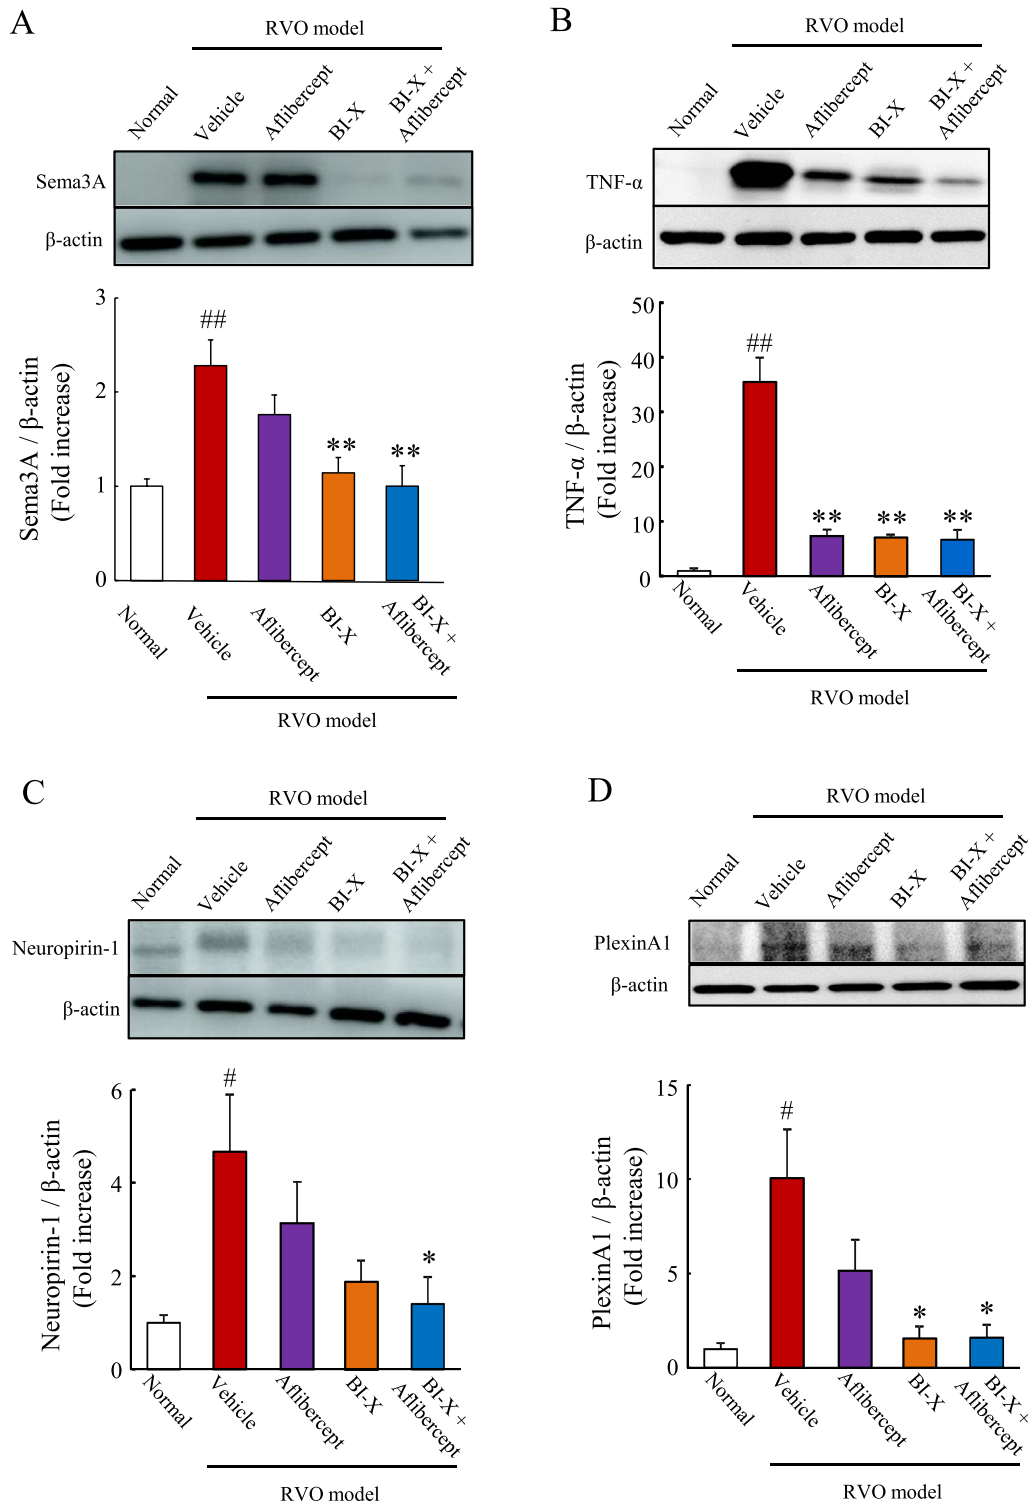 A
RVO model
Normal
Vehicle
Aflibercept
BI-X
BI-X +
Aflibercept
Sema3A
β-actin
3
2
1
0
Sema3A / β-actin
(Fold increase)
##
**
**
Normal
Vehicle
Aflibercept
BI-X
BI-X +
Aflibercept
RVO model
B
RVO model
Normal
Vehicle
Aflibercept
BI-X
BI-X +
Aflibercept
TNF-α
β-actin
50
40
30
20
10
0
TNF-α / β-actin
(Fold increase)
##
**
**
**
Normal
Vehicle
Aflibercept
BI-X
BI-X +
Aflibercept
RVO model
C
RVO model
Normal
Vehicle
Aflibercept
BI-X
BI-X +
Aflibercept
Neuropirin-1
β-actin
6
4
2
0
Neuropirin-1 / β-actin
(Fold increase)
#
*
Normal
Vehicle
Aflibercept
BI-X
BI-X +
Aflibercept
RVO model
D
RVO model
Normal
Vehicle
Aflibercept
BI-X
BI-X +
Aflibercept
PlexinA1
β-actin
15
10
5
0
PlexinA1 / β-actin
(Fold increase)
#
*
*
Normal
Vehicle
Aflibercept
BI-X
BI-X +
Aflibercept
RVO model